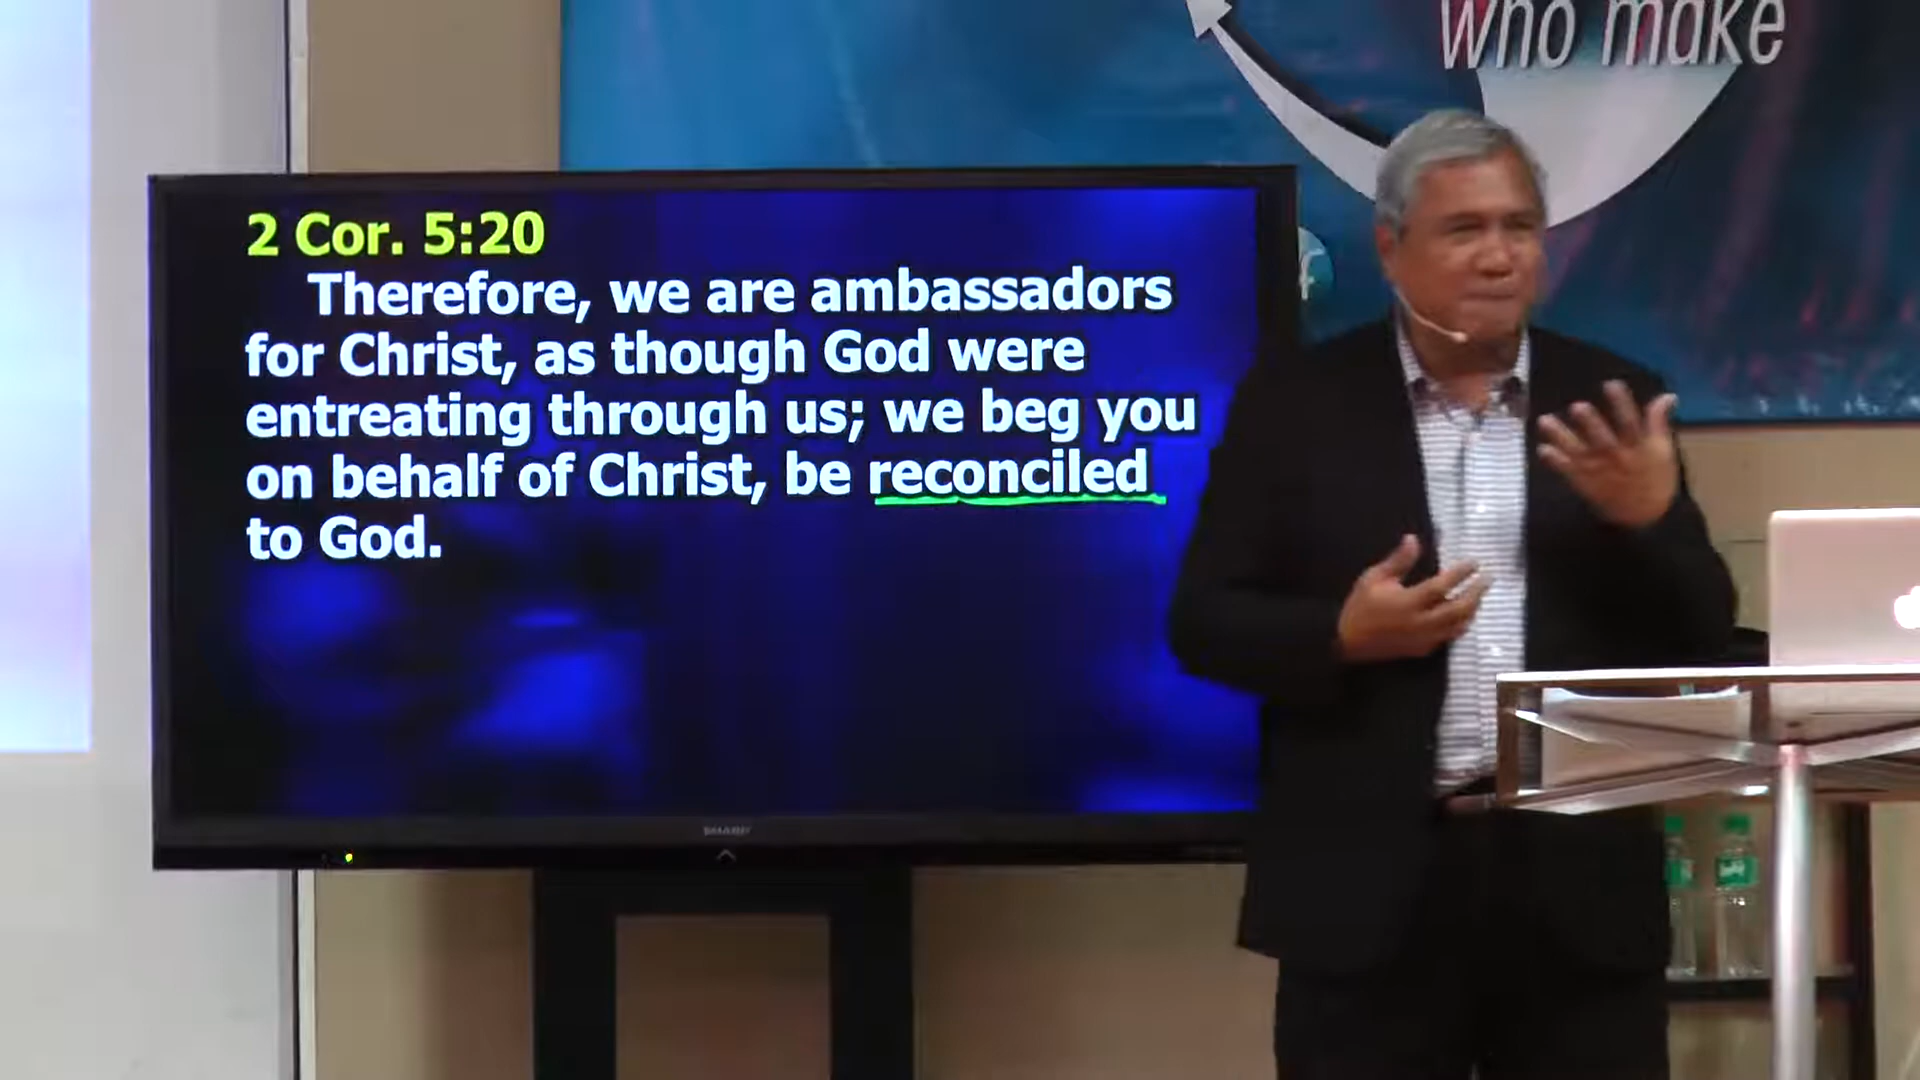 who make
2 Cor. 5:20
Therefore, we are ambassadors
for Christ, as though God were
entreating through us; we beg you
on behalf of Christ, be reconciled
to God.
SHARP